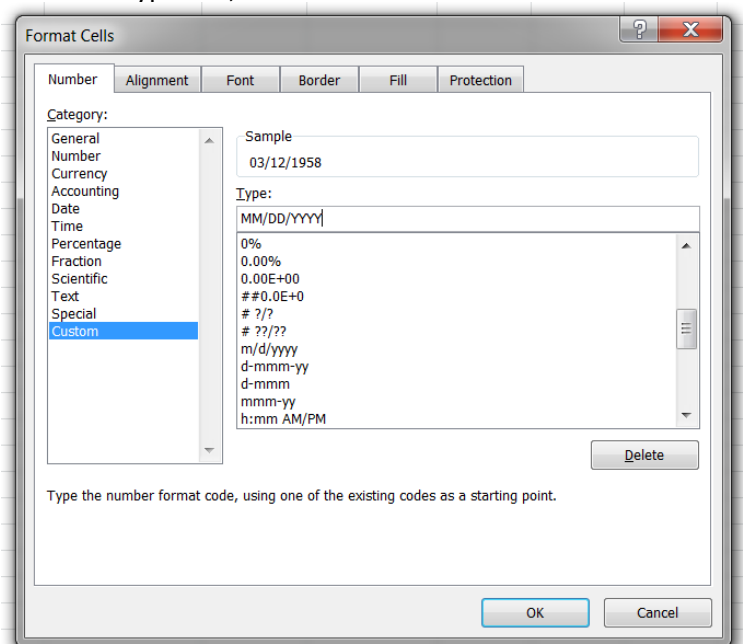 Format Cells
Number Alignment Font Border Fill Protection
Category:
General
Number
Currency
Accounting
Date
Time
Percentage
Fraction
Scientific
Text
Special
Custom
Sample
03/12/1958
Type:
MM/DD/YYYY
0%
0.00%
0.00E+00
##0.0E+0
# ?/?
# ??/??
m/d/yyyy
d-mmm-yy
d-mmm
mmm-yy
h:mm AM/PM
Delete
Type the number format code, using one of the existing codes as a starting point.
OK Cancel